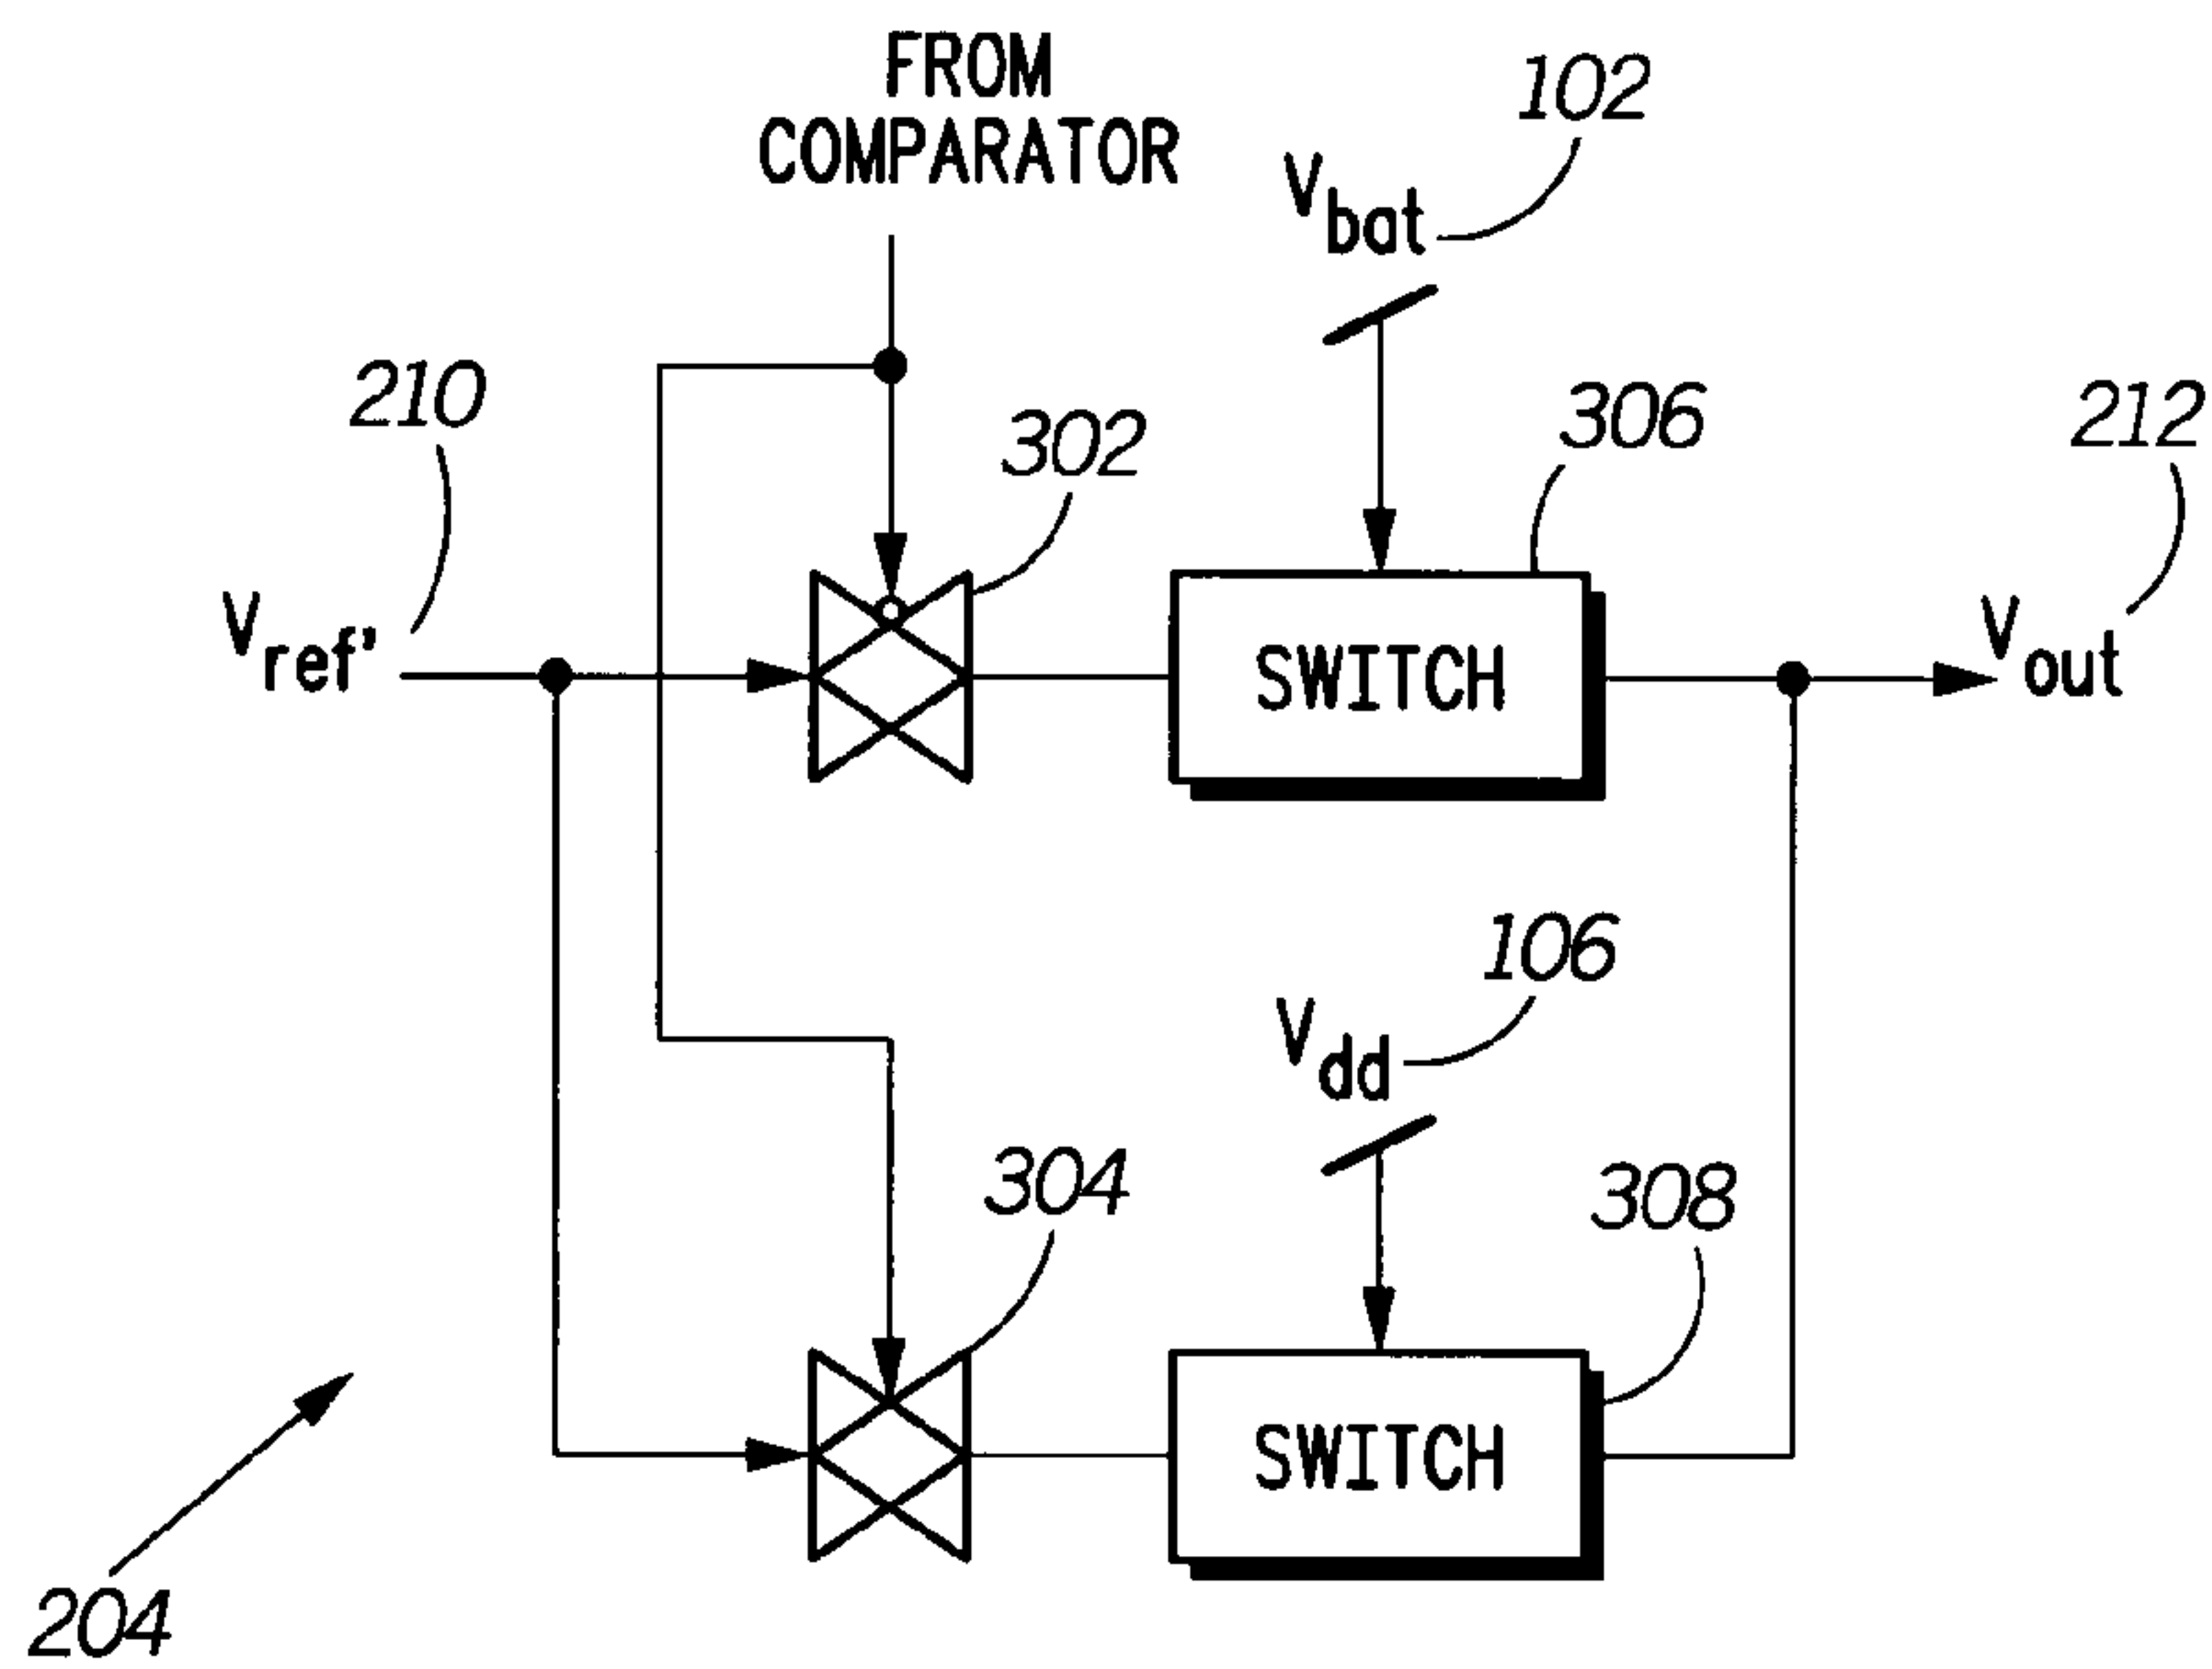 FROM
COMPARATOR
102
Vbat
210
302
306
212
Vref'
SWITCH
Vout
106
Vdd
304
308
SWITCH
204